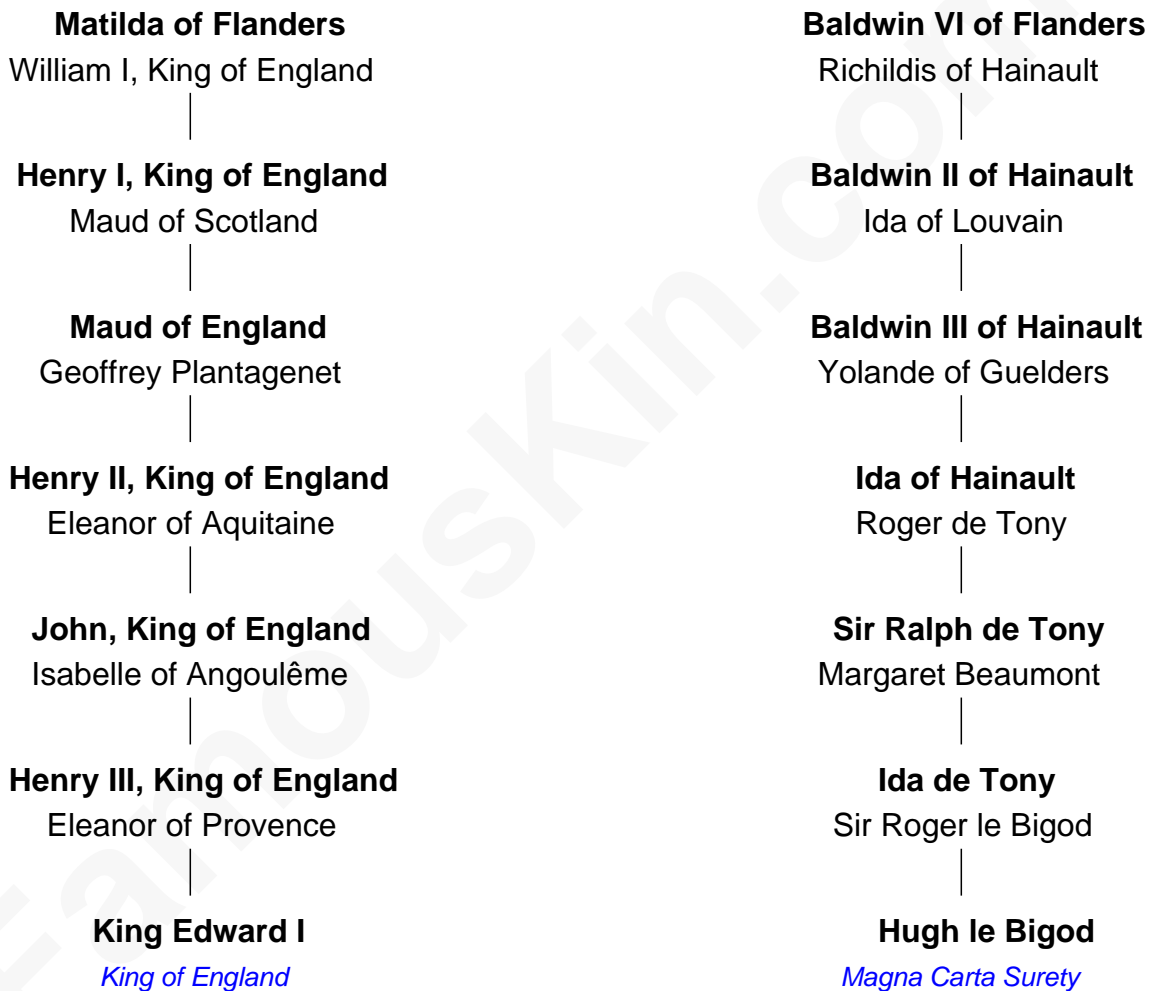 Matilda of Flanders
William I, King of England
Henry I, King of England
Maud of Scotland
Maud of England
Geoffrey Plantagenet
Henry II, King of England
Eleanor of Aquitaine
John, King of England
Isabelle of Angoulême
Henry III, King of England
Eleanor of Provence
King Edward I
King of England
Baldwin VI of Flanders
Richildis of Hainault
Baldwin II of Hainault
Ida of Louvain
Baldwin III of Hainault
Yolande of Guelders
Ida of Hainault
Roger de Tony
Sir Ralph de Tony
Margaret Beaumont
Ida de Tony
Sir Roger le Bigod
Hugh le Bigod
Magna Carta Surety
FamousKin.com